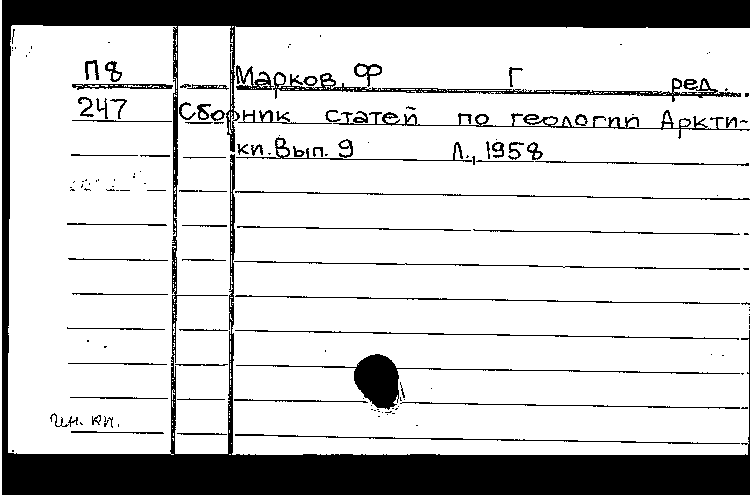 П8 Марков, Ф Г ред.
247 Сборник статей по геологии Аркти-
ки. Вып. 9 Л., 1958
ин. кн.